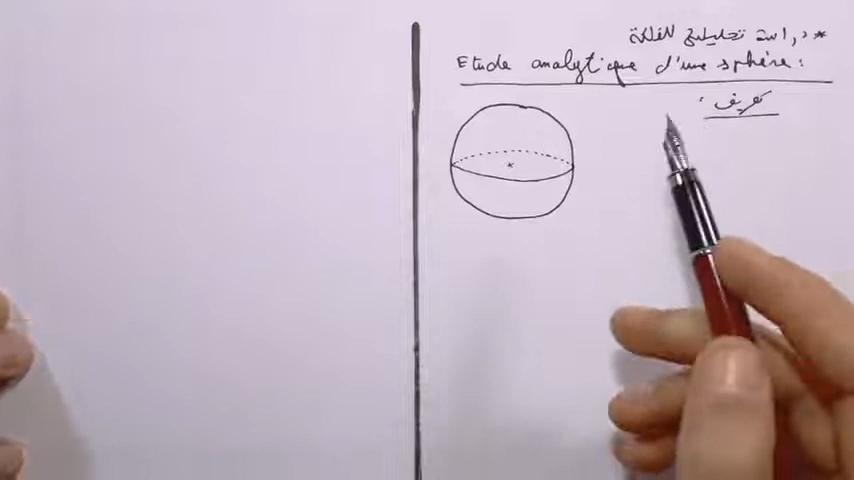 * دراسة تحليلية للفلكة
Etude analytique d'une sphère :
تعريف :